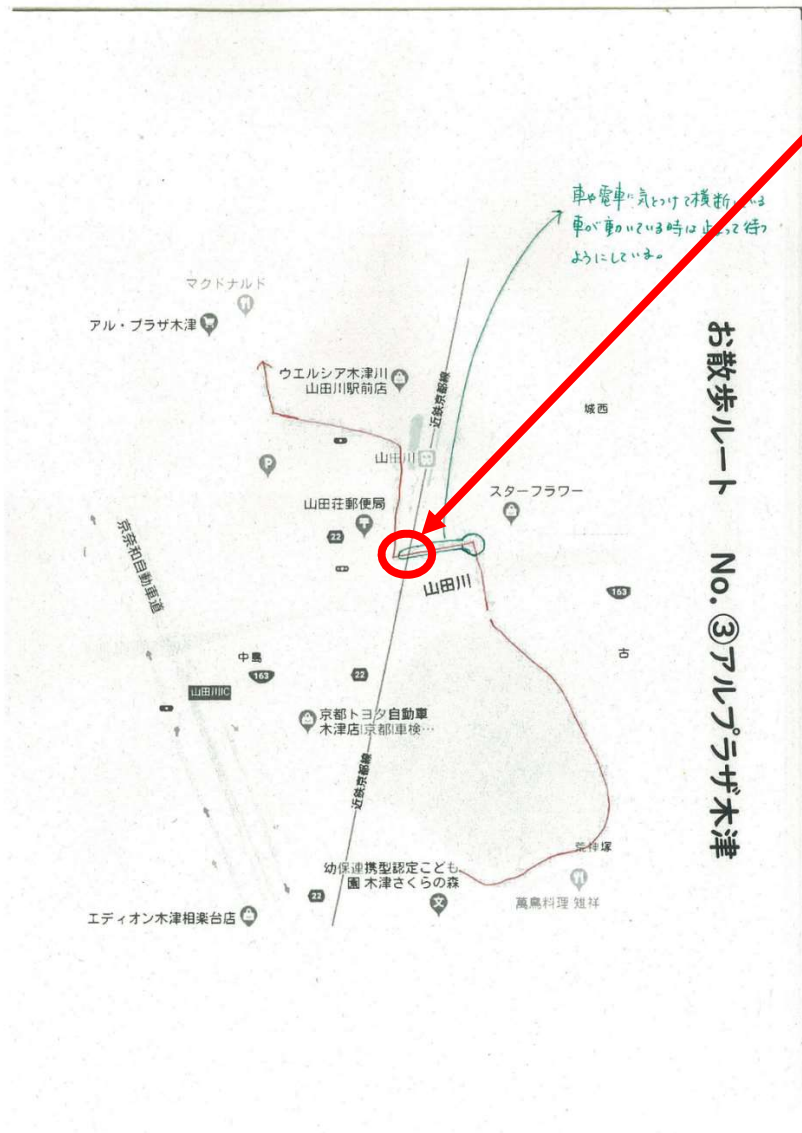 お散歩ルート No.③アルプラザ木津
車や電車に気をつけて横断している
車が動いている時は止まって待つ
ようにしている。
マクドナルド
アル・プラザ木津
ウエルシア木津川
山田川駅前店
近鉄京都線
城西
山田川
P
スターフラワー
山田荘郵便局
22
山田川
163
京奈和自動車道
古
中島
163
22
山田川IC
京都トヨタ自動車
木津店|京都|車検…
近鉄京都線
荒神塚
幼保連携型認定こども
園 木津さくらの森
文
22
エディオン木津相楽台店